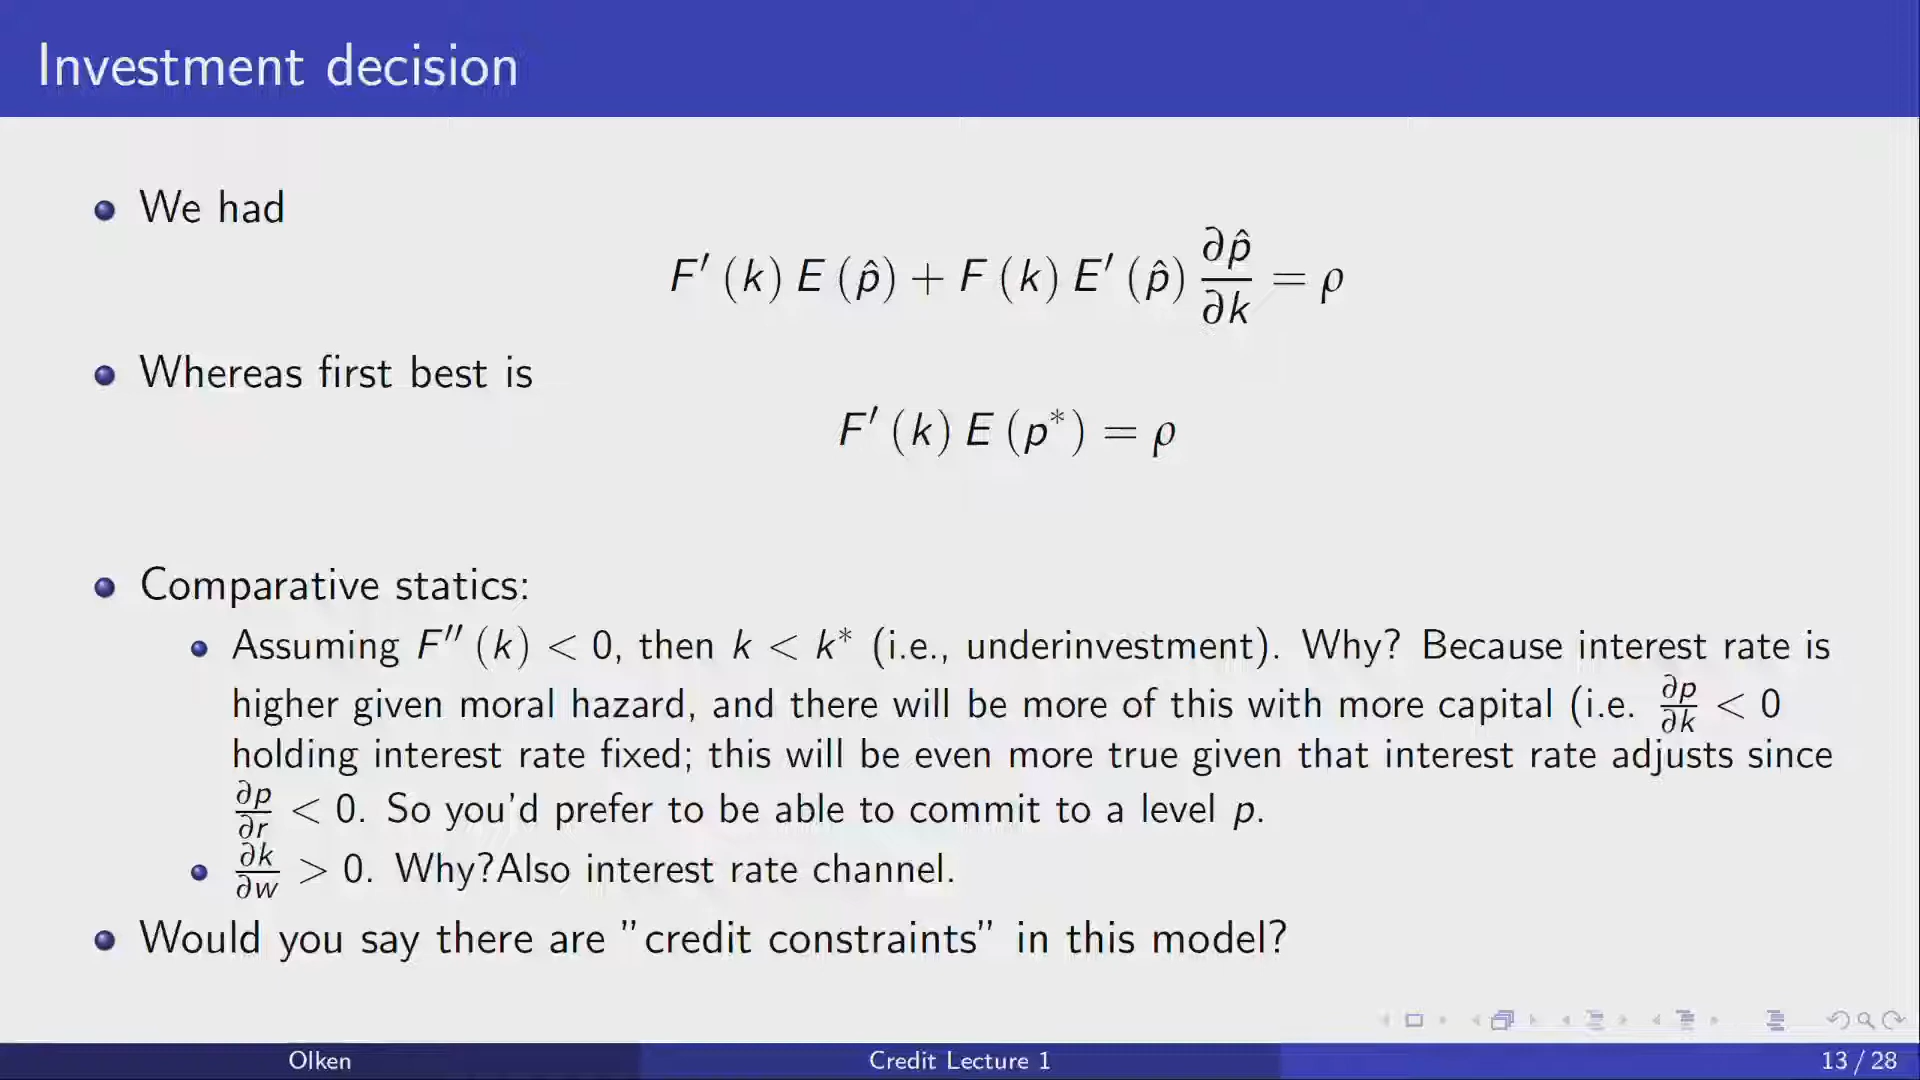 Investment decision
We had
F′ (k) E (p̂) + F (k) E′ (p̂) ∂p̂/∂k = ρ
Whereas first best is
F′ (k) E (p*) = ρ
Comparative statics:
Assuming F′′ (k) < 0, then k < k* (i.e., underinvestment). Why? Because interest rate is
higher given moral hazard, and there will be more of this with more capital (i.e. ∂p/∂k < 0
holding interest rate fixed; this will be even more true given that interest rate adjusts since
∂p/∂r < 0. So you'd prefer to be able to commit to a level p.
∂k/∂w > 0. Why?Also interest rate channel.
Would you say there are ”credit constraints” in this model?
Olken
Credit Lecture 1
13 / 28